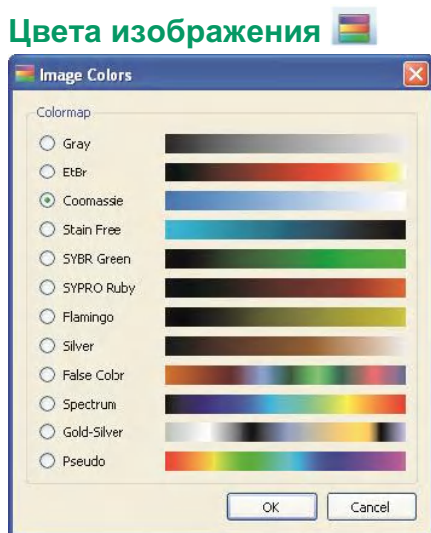 Цвета изображения
Image Colors
Colormap
Gray
EtBr
Coomassie
Stain Free
SYBR Green
SYPRO Ruby
Flamingo
Silver
False Color
Spectrum
Gold-Silver
Pseudo
OK Cancel